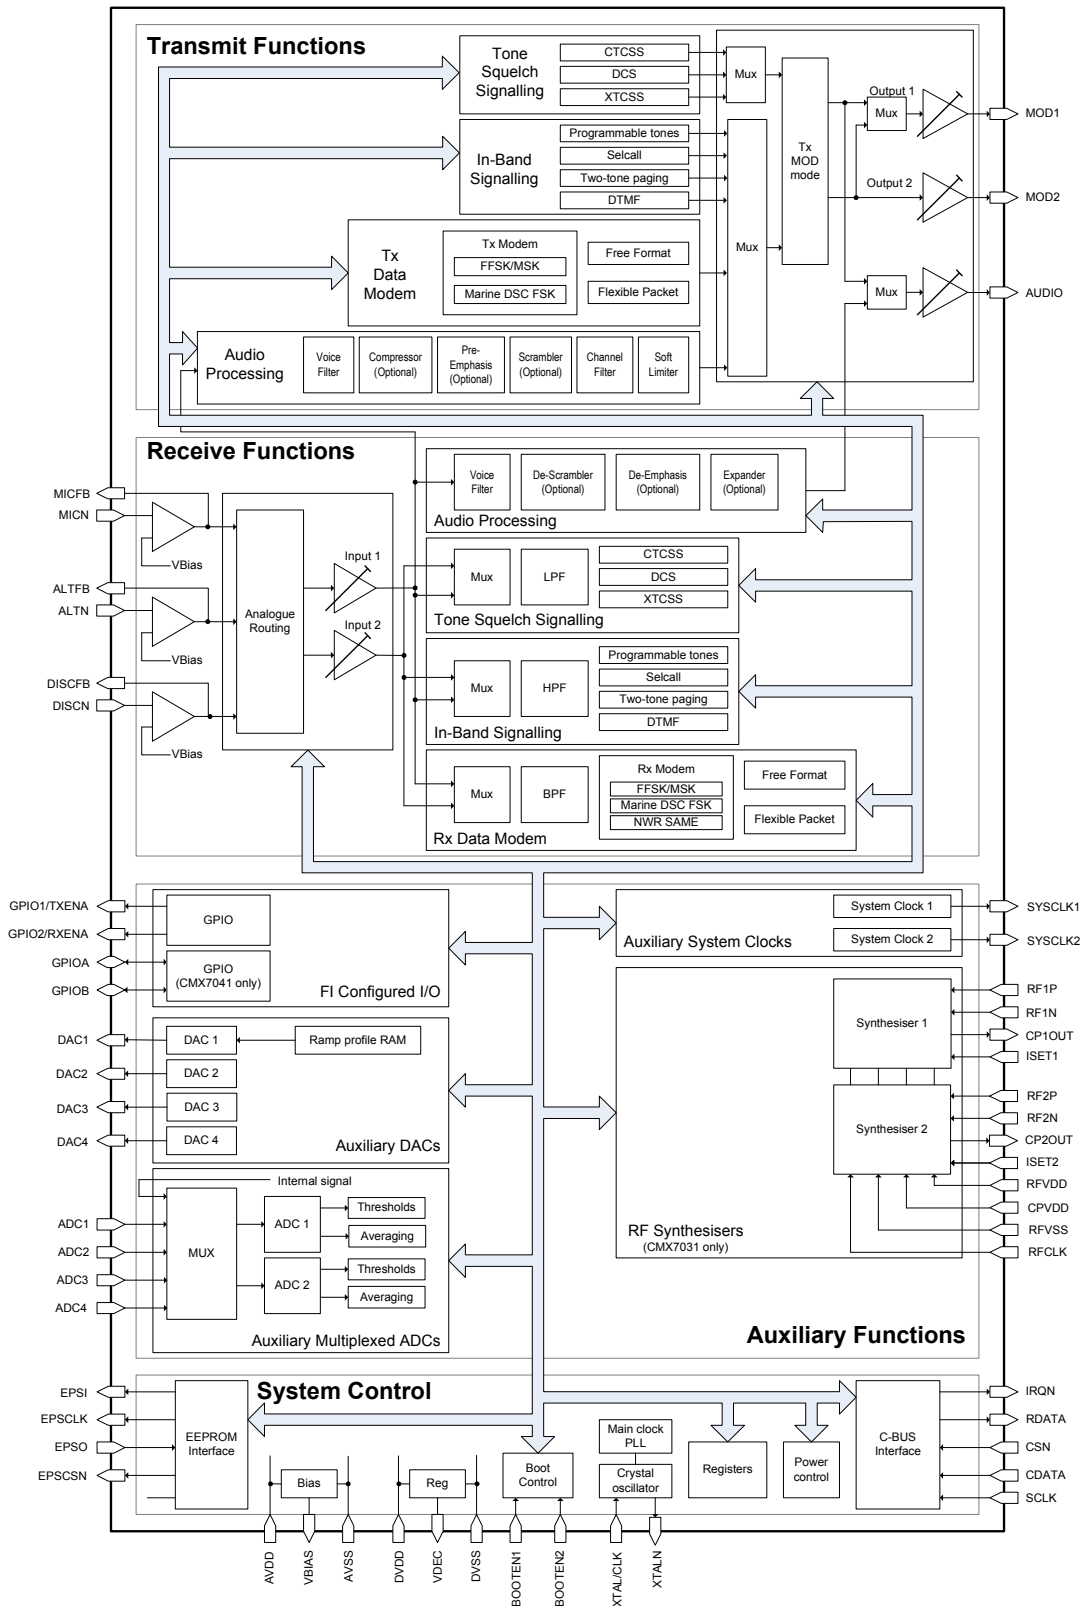 Transmit Functions
Tone
Squelch
Signalling
CTCSS
DCS
XTCSS
Mux
In-Band
Signalling
Programmable tones
Selcall
Two-tone paging
DTMF
Tx
Data
Modem
Tx Modem
FFSK/MSK
Marine DSC FSK
Free Format
Flexible Packet
Audio
Processing
Voice
Filter
Compressor
(Optional)
Pre-
Emphasis
(Optional)
Scrambler
(Optional)
Channel
Filter
Soft
Limiter
Mux
Tx
MOD
mode
Output 1
Mux
Output 2
Mux
MOD1
MOD2
AUDIO
Receive Functions
MICFB
MICN
VBias
ALTFB
ALTN
VBias
DISCFB
DISCN
VBias
Analogue
Routing
Input 1
Input 2
Voice
Filter
De-Scrambler
(Optional)
De-Emphasis
(Optional)
Expander
(Optional)
Audio Processing
Mux
LPF
CTCSS
DCS
XTCSS
Tone Squelch Signalling
Mux
HPF
Programmable tones
Selcall
Two-tone paging
DTMF
In-Band Signalling
Mux
BPF
Rx Modem
FFSK/MSK
Marine DSC FSK
NWR SAME
Free Format
Flexible Packet
Rx Data Modem
GPIO1/TXENA
GPIO2/RXENA
GPIOA
GPIOB
GPIO
GPIO
(CMX7041 only)
FI Configured I/O
DAC1
DAC2
DAC3
DAC4
DAC 1
DAC 2
DAC 3
DAC 4
Ramp profile RAM
Auxiliary DACs
Internal signal
ADC1
ADC2
ADC3
ADC4
MUX
ADC 1
ADC 2
Thresholds
Averaging
Thresholds
Averaging
Auxiliary Multiplexed ADCs
Auxiliary System Clocks
System Clock 1
System Clock 2
SYSCLK1
SYSCLK2
Synthesiser 1
Synthesiser 2
RF Synthesisers
(CMX7031 only)
RF1P
RF1N
CP1OUT
ISET1
RF2P
RF2N
CP2OUT
ISET2
RFVDD
CPVDD
RFVSS
RFCLK
Auxiliary Functions
System Control
EPSI
EPSCLK
EPSO
EPSCSN
EEPROM
Interface
Bias
Reg
Boot
Control
Main clock
PLL
Crystal
oscillator
Registers
Power
control
C-BUS
Interface
IRQN
RDATA
CSN
CDATA
SCLK
AVDD
VBIAS
AVSS
DVDD
VDEC
DVSS
BOOTEN1
BOOTEN2
XTAL/CLK
XTALN